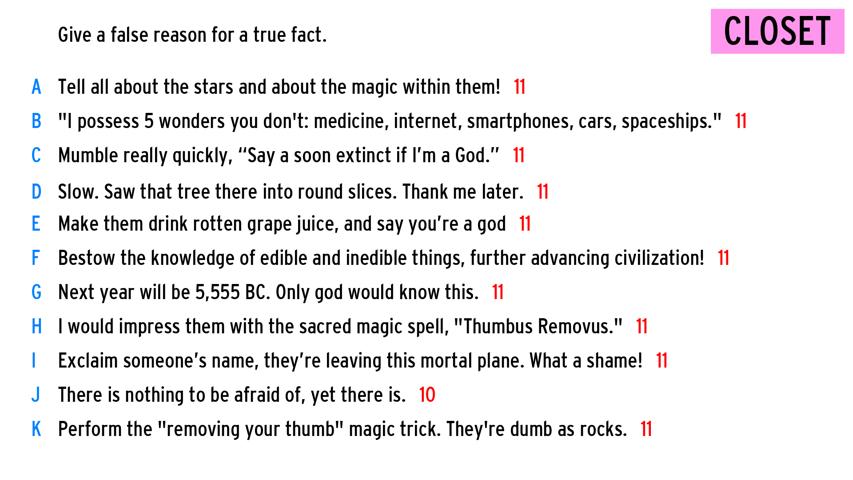 Give a false reason for a true fact.
CLOSET
A Tell all about the stars and about the magic within them! 11
B "I possess 5 wonders you don't: medicine, internet, smartphones, cars, spaceships." 11
C Mumble really quickly, “Say a soon extinct if I’m a God.” 11
D Slow. Saw that tree there into round slices. Thank me later. 11
E Make them drink rotten grape juice, and say you’re a god 11
F Bestow the knowledge of edible and inedible things, further advancing civilization! 11
G Next year will be 5,555 BC. Only god would know this. 11
H I would impress them with the sacred magic spell, "Thumbus Removus." 11
I Exclaim someone’s name, they’re leaving this mortal plane. What a shame! 11
J There is nothing to be afraid of, yet there is. 10
K Perform the "removing your thumb" magic trick. They're dumb as rocks. 11